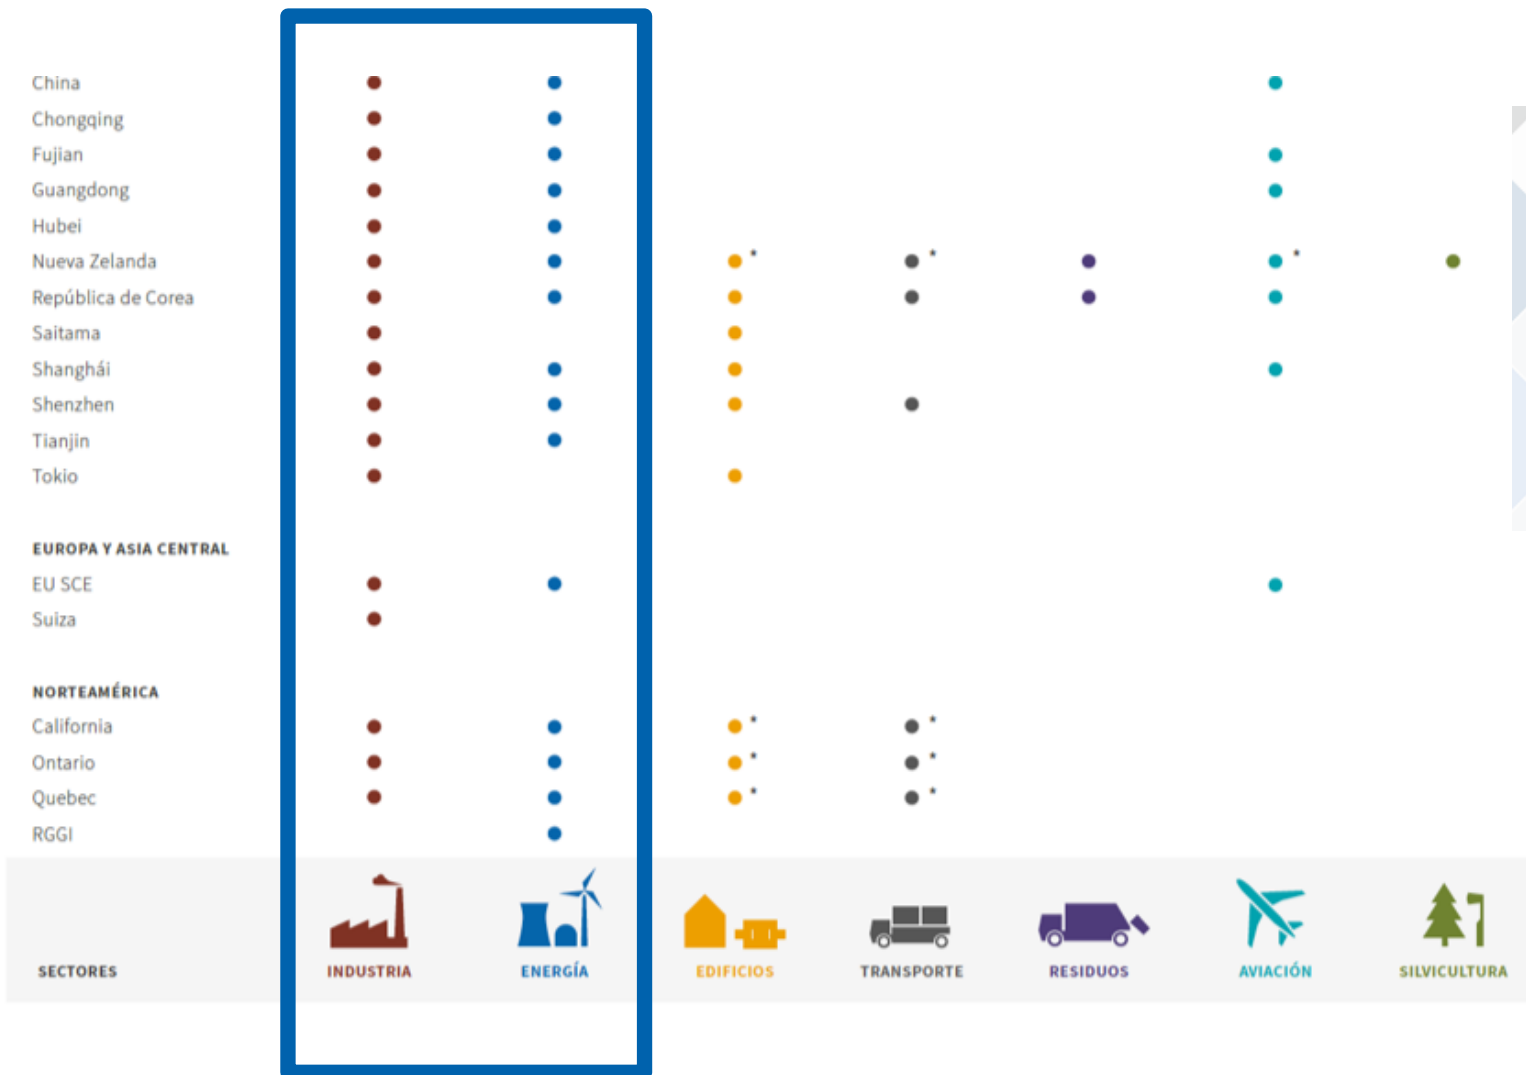 China
Chongqing
Fujian
Guangdong
Hubei
Nueva Zelanda * * *
República de Corea
Saitama
Shanghái
Shenzhen
Tianjin
Tokio
EUROPA Y ASIA CENTRAL
EU SCE
Suiza
NORTEAMÉRICA
California * *
Ontario * *
Quebec * *
RGGI
SECTORES INDUSTRIA ENERGÍA EDIFICIOS TRANSPORTE RESIDUOS AVIACIÓN SILVICULTURA